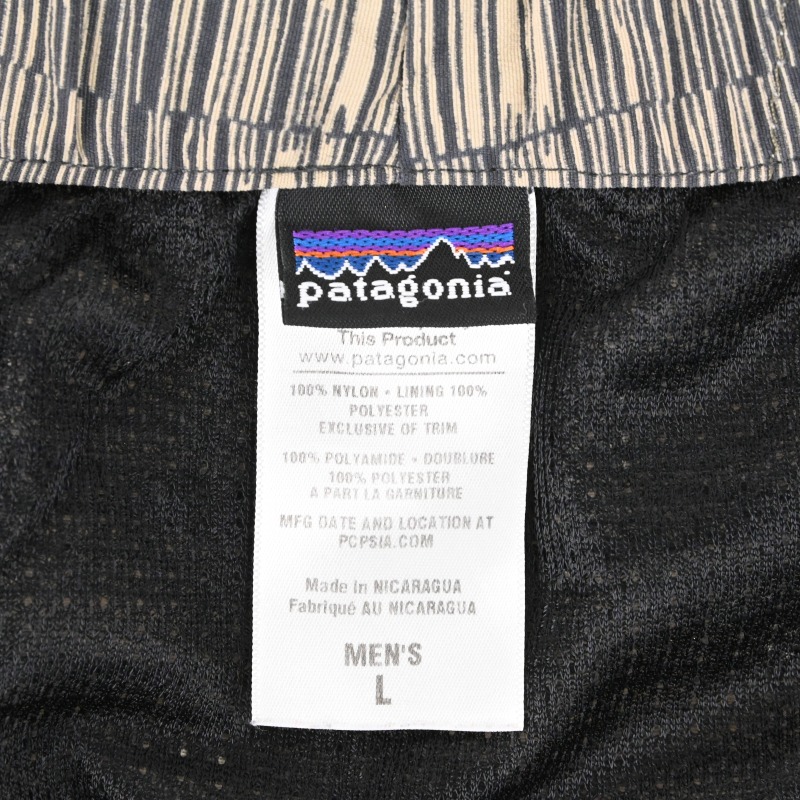 patagonia
This Product
www.patagonia.com
100% NYLON • LINING 100%
POLYESTER
EXCLUSIVE OF TRIM
100% POLYAMIDE • DOUBLURE
100% POLYESTER
A PART LA GARNITURE
MFG DATE AND LOCATION AT
PCPSIA.COM
Made in NICARAGUA
Fabriqué AU NICARAGUA
MEN'S
L